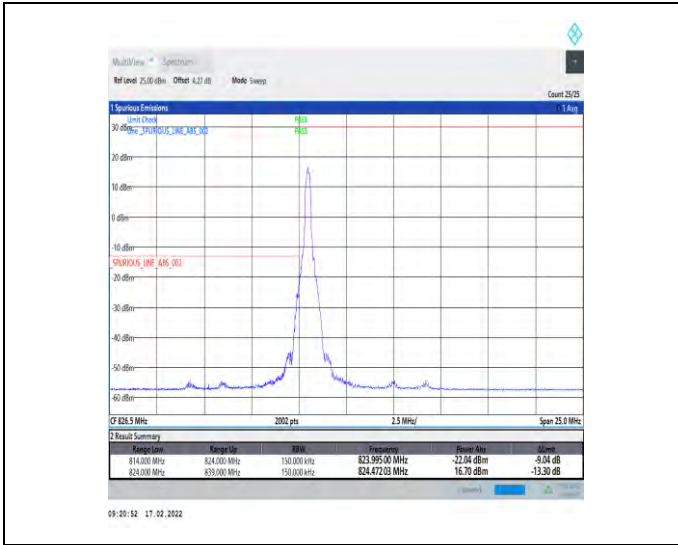 MultiView Spectrum
Ref Level 25.00 dBm Offset 4.27 dB Mode Sweep
Count 25/25
1 Spurious Emissions 1 Avg
Limit Check PASS
30 dBm Line _SPURIOUS_LINE_ABS_002 PASS
20 dBm
10 dBm
0 dBm
-10 dBm
_SPURIOUS_LINE_ABS_002
-20 dBm
-30 dBm
-40 dBm
-50 dBm
-60 dBm
CF 826.5 MHz 2002 pts 2.5 MHz/ Span 25.0 MHz
2 Result Summary
Range Low Range Up RBW Frequency Power Abs ΔLimit
814.000 MHz 824.000 MHz 150.000 kHz 823.99500 MHz -22.04 dBm -9.04 dB
824.000 MHz 839.000 MHz 150.000 kHz 824.47203 MHz 16.70 dBm -13.30 dB
09:20:52 17.02.2022